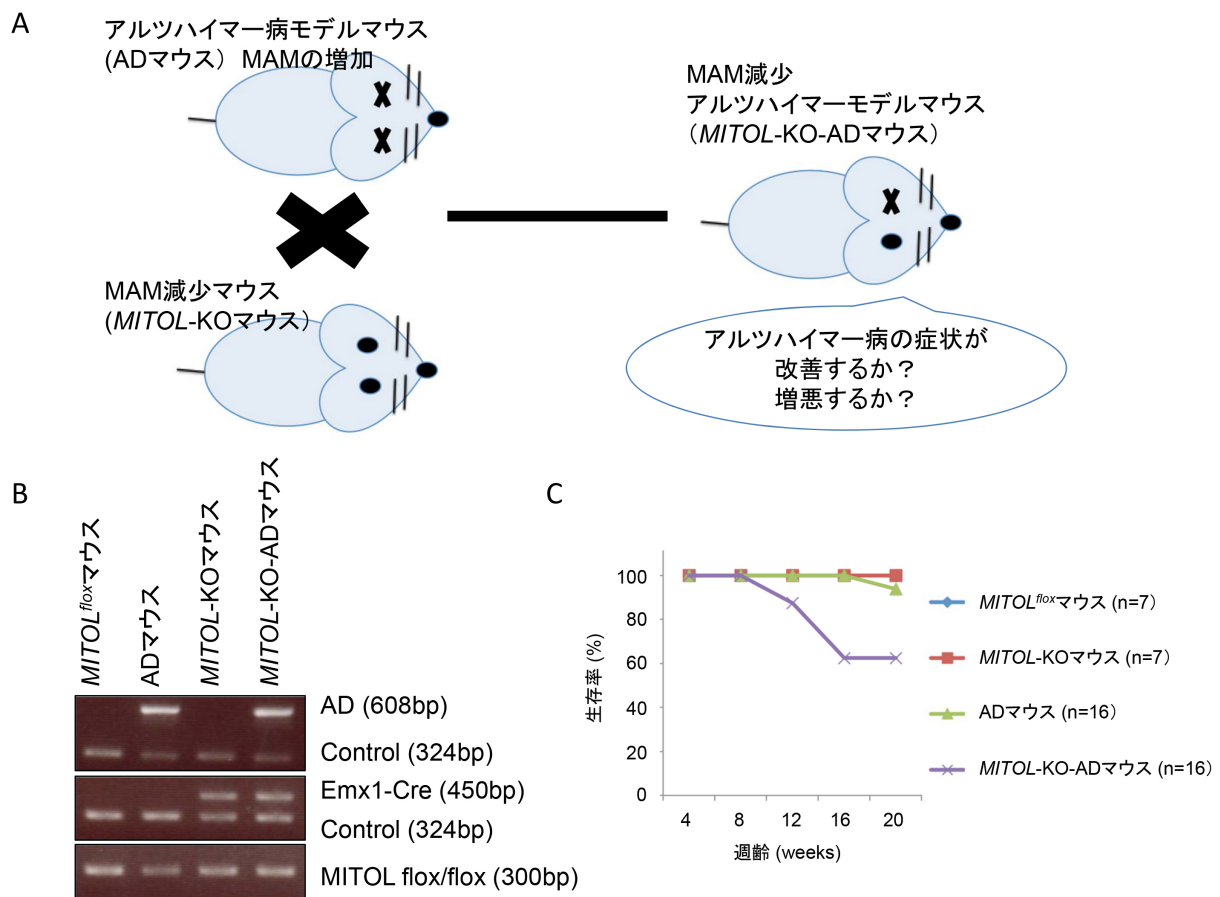 A
アルツハイマー病モデルマウス
(ADマウス) MAMの増加
MAM減少
アルツハイマーモデルマウス
（MITOL-KO-ADマウス）
MAM減少マウス
(MITOL-KOマウス)
アルツハイマー病の症状が
改善するか？
増悪するか？
B
MITOLfloxマウス
ADマウス
MITOL-KOマウス
MITOL-KO-ADマウス
AD (608bp)
Control (324bp)
Emx1-Cre (450bp)
Control (324bp)
MITOL flox/flox (300bp)
C
生存率 (%)
100
80
60
40
20
0
4 8 12 16 20
週齢 (weeks)
MITOLfloxマウス (n=7)
MITOL-KOマウス (n=7)
ADマウス (n=16)
MITOL-KO-ADマウス (n=16)